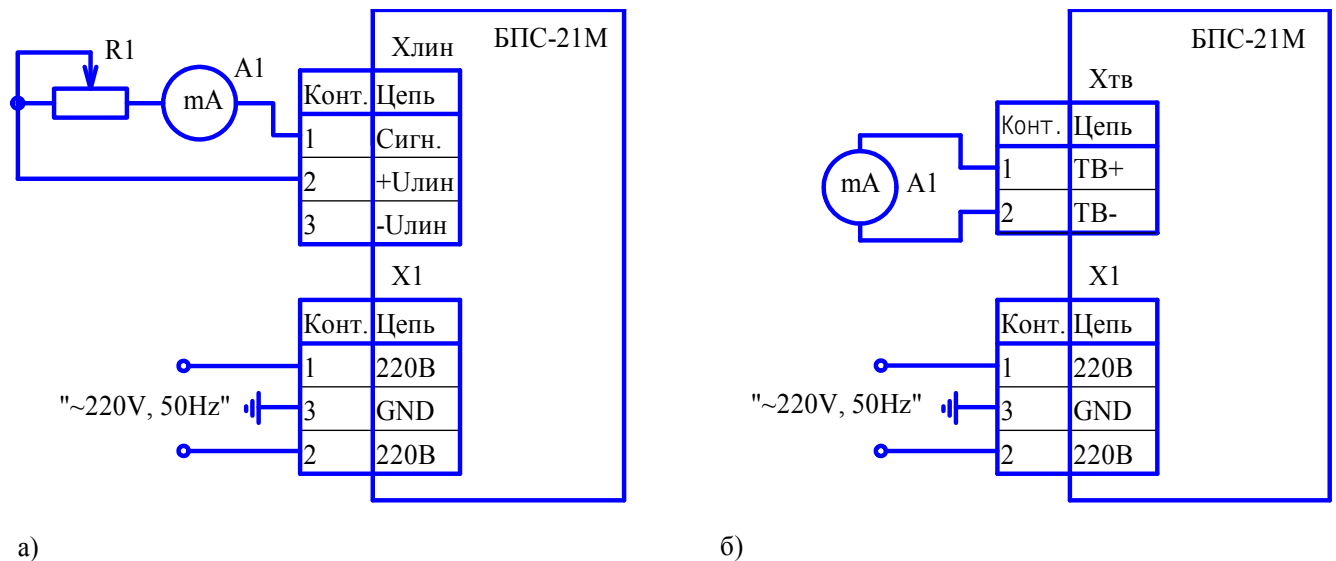 БПС-21М
R1
A1
mA
Xлин
Конт. Цепь
1 Сигн.
2 +Uлин
3 -Uлин
X1
Конт. Цепь
1 220В
"~220V, 50Hz" 3 GND
2 220В
а)
БПС-21М
Xтв
Конт. Цепь
mA A1 1 ТВ+
2 ТВ-
X1
Конт. Цепь
1 220В
"~220V, 50Hz" 3 GND
2 220В
б)